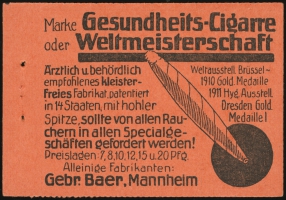 Marke Gesundheits-Cigarre
oder Weltmeisterschaft
Ärztlich u behördlich
empfohlenes Kleister-
freies Fabrikat, patentiert
in 14 Staaten, mit hohler
Spitze, sollte von allen Rau-
chern in allen Spezialge-
schäften gefordert werden!
Preislagen 7, 8, 10, 12, 15 u. 20 Pfg.
Alleinige Fabrikanten:
Gebr. Baer, Mannheim
Weltausstell. Brüssel-
1910 Gold. Medaille
1911 Hyg. Ausstell.
Dresden Gold.
Medaille!